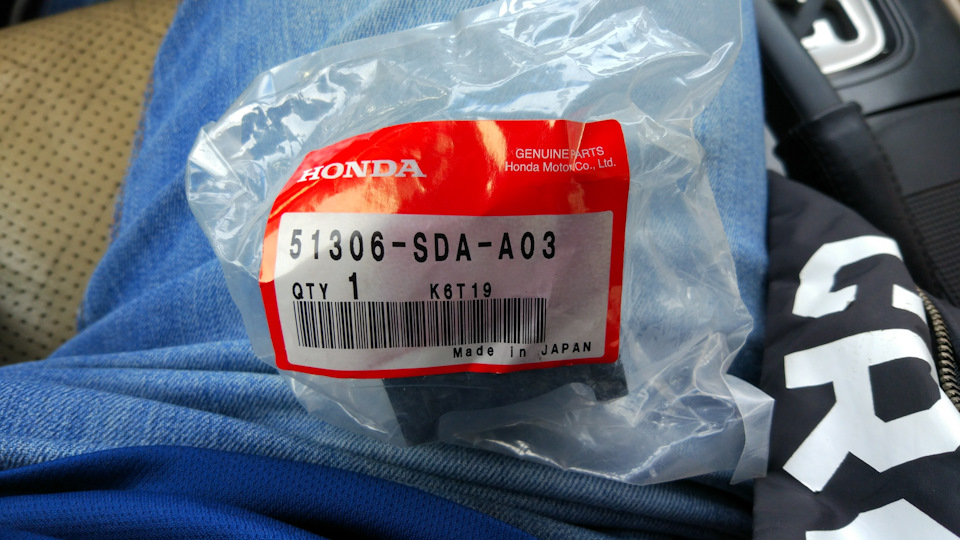 HONDA
GENUINE PARTS
Honda Motor Co., Ltd.
51306-SDA-A03
QTY 1 K6T19
Made in JAPAN